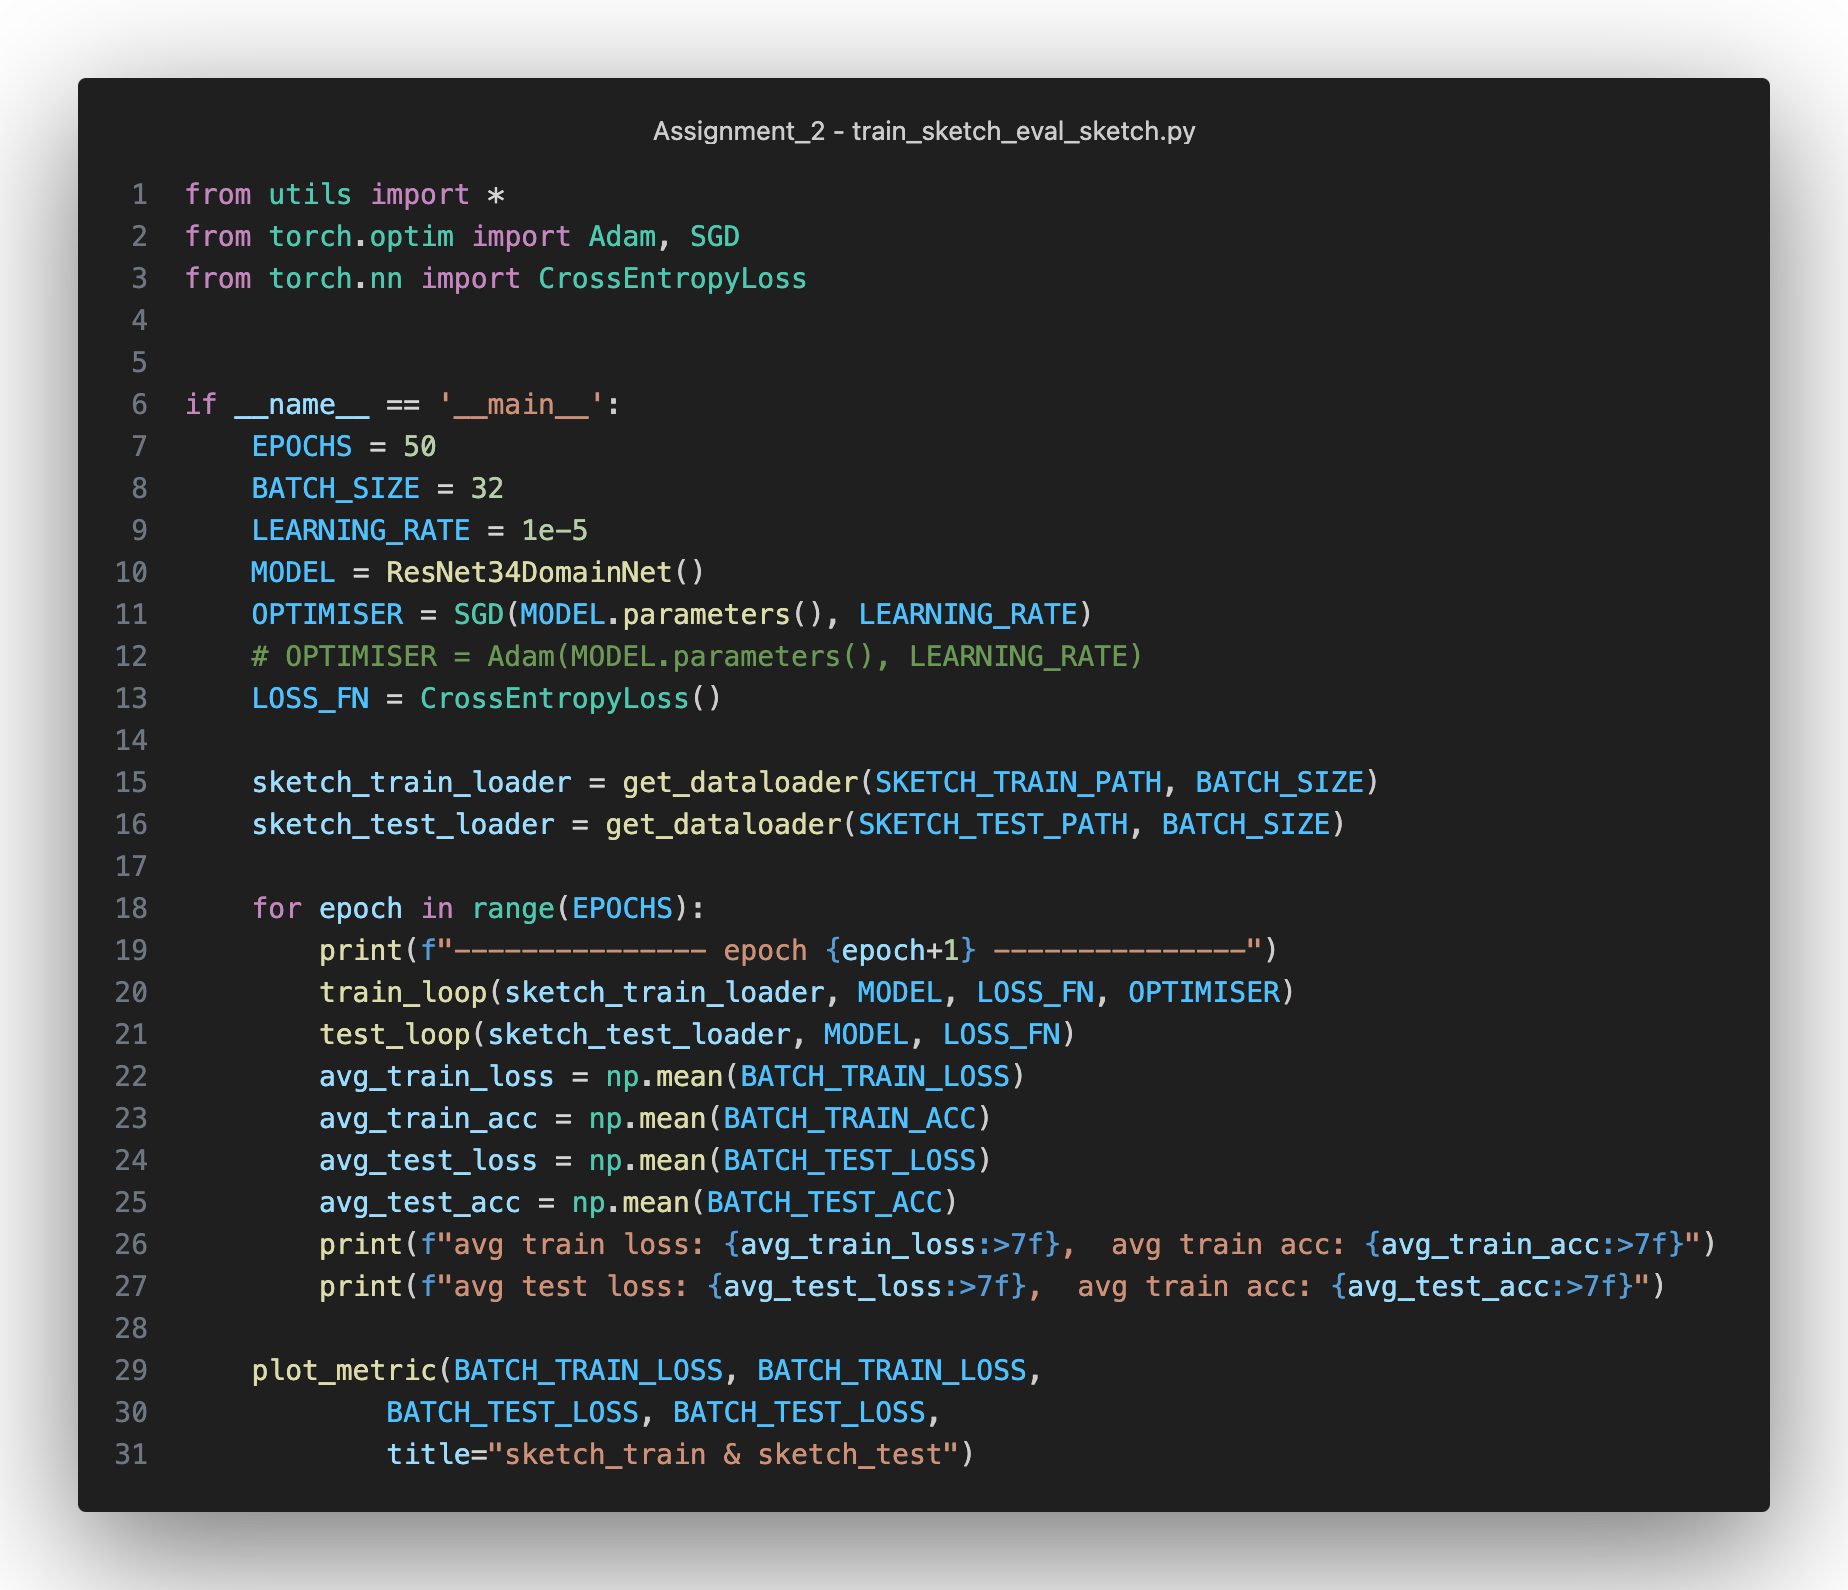 Assignment_2 - train_sketch_eval_sketch.py
1 from utils import *
2 from torch.optim import Adam, SGD
3 from torch.nn import CrossEntropyLoss
4
5
6 if __name__ == '__main__':
7     EPOCHS = 50
8     BATCH_SIZE = 32
9     LEARNING_RATE = 1e-5
10     MODEL = ResNet34DomainNet()
11     OPTIMISER = SGD(MODEL.parameters(), LEARNING_RATE)
12     # OPTIMISER = Adam(MODEL.parameters(), LEARNING_RATE)
13     LOSS_FN = CrossEntropyLoss()
14
15     sketch_train_loader = get_dataloader(SKETCH_TRAIN_PATH, BATCH_SIZE)
16     sketch_test_loader = get_dataloader(SKETCH_TEST_PATH, BATCH_SIZE)
17
18     for epoch in range(EPOCHS):
19         print(f"--------------- epoch {epoch+1} ---------------")
20         train_loop(sketch_train_loader, MODEL, LOSS_FN, OPTIMISER)
21         test_loop(sketch_test_loader, MODEL, LOSS_FN)
22         avg_train_loss = np.mean(BATCH_TRAIN_LOSS)
23         avg_train_acc = np.mean(BATCH_TRAIN_ACC)
24         avg_test_loss = np.mean(BATCH_TEST_LOSS)
25         avg_test_acc = np.mean(BATCH_TEST_ACC)
26         print(f"avg train loss: {avg_train_loss:>7f},  avg train acc: {avg_train_acc:>7f}")
27         print(f"avg test loss: {avg_test_loss:>7f},  avg train acc: {avg_test_acc:>7f}")
28
29     plot_metric(BATCH_TRAIN_LOSS, BATCH_TRAIN_LOSS,
30             BATCH_TEST_LOSS, BATCH_TEST_LOSS,
31             title="sketch_train & sketch_test")